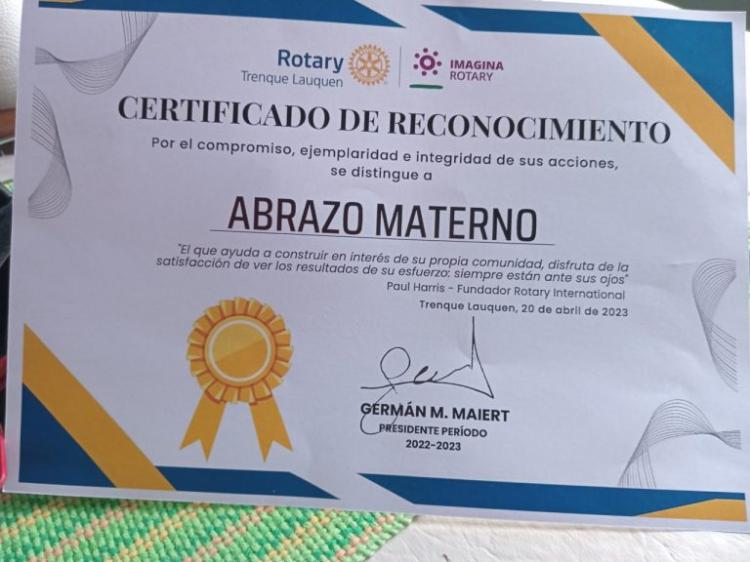 Rotary
Trenque Lauquen
IMAGINA
ROTARY
CERTIFICADO DE RECONOCIMIENTO
Por el compromiso, ejemplaridad e integridad de sus acciones,
se distingue a
ABRAZO MATERNO
"El que ayuda a construir en interés de su propia comunidad, disfruta de la
satisfacción de ver los resultados de su esfuerzo: siempre están ante sus ojos"
Paul Harris - Fundador Rotary International
Trenque Lauquen, 20 de abril de 2023
GERMÁN M. MAIERT
PRESIDENTE PERÍODO
2022-2023